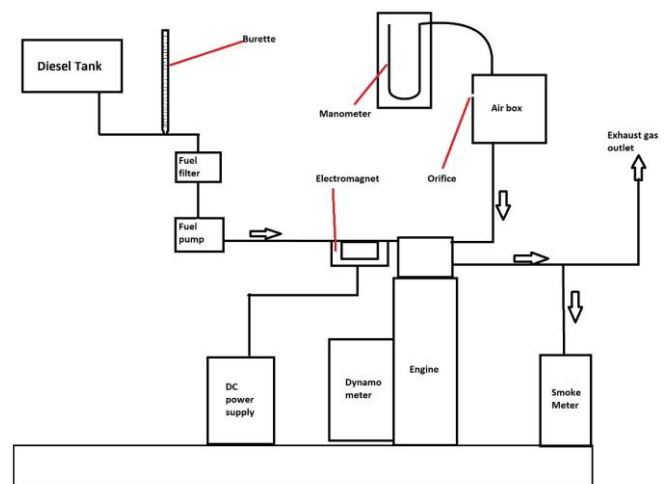 Burette
Diesel Tank
Manometer
Air box
Exhaust gas
outlet
Fuel
filter
Electromagnet
Orifice
Fuel
pump
DC
power
supply
Dynamo
meter
Engine
Smoke
Meter